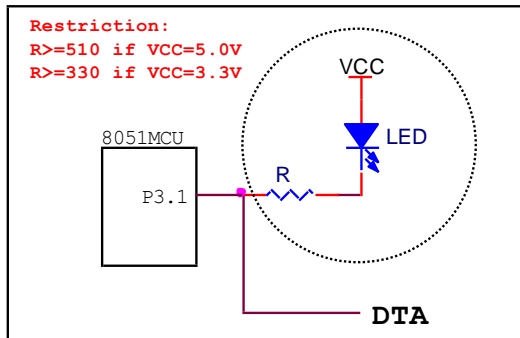 Restriction:
R>=510 if VCC=5.0V
R>=330 if VCC=3.3V
VCC
8051MCU
LED
R
P3.1
DTA